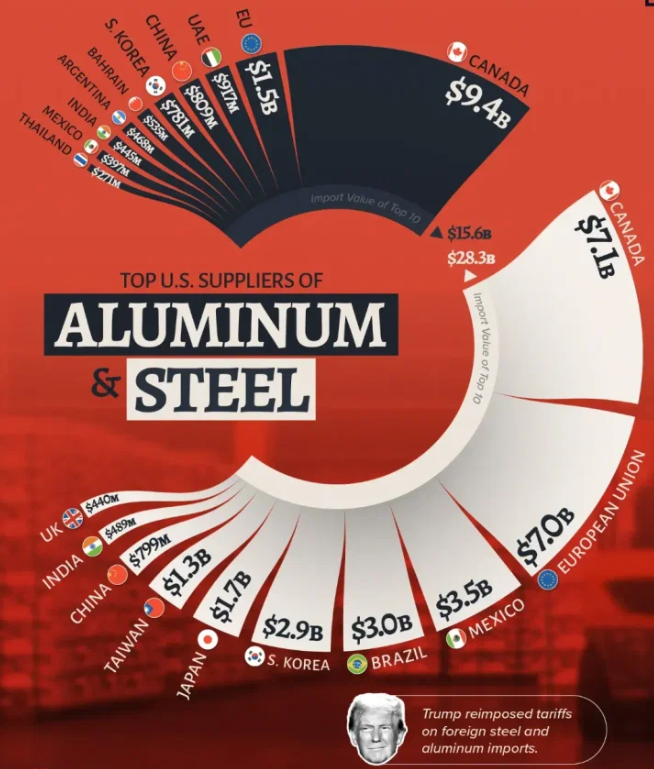 EU
$1.5B
UAE
$917M
CHINA
$809M
S. KOREA
$781M
BAHRAIN
$535M
ARGENTINA
$468M
INDIA
$445M
MEXICO
$397M
THAILAND
$271M
CANADA
$9.4B
Import Value of Top 10
$15.6B
$28.3B
Import Value of Top 10
TOP U.S. SUPPLIERS OF
ALUMINUM
& STEEL
CANADA
$7.1B
EUROPEAN UNION
$7.0B
MEXICO
$3.5B
BRAZIL
$3.0B
S. KOREA
$2.9B
JAPAN
$1.7B
TAIWAN
$1.3B
CHINA
$799M
INDIA
$489M
UK
$440M
Trump reimposed tariffs
on foreign steel and
aluminum imports.